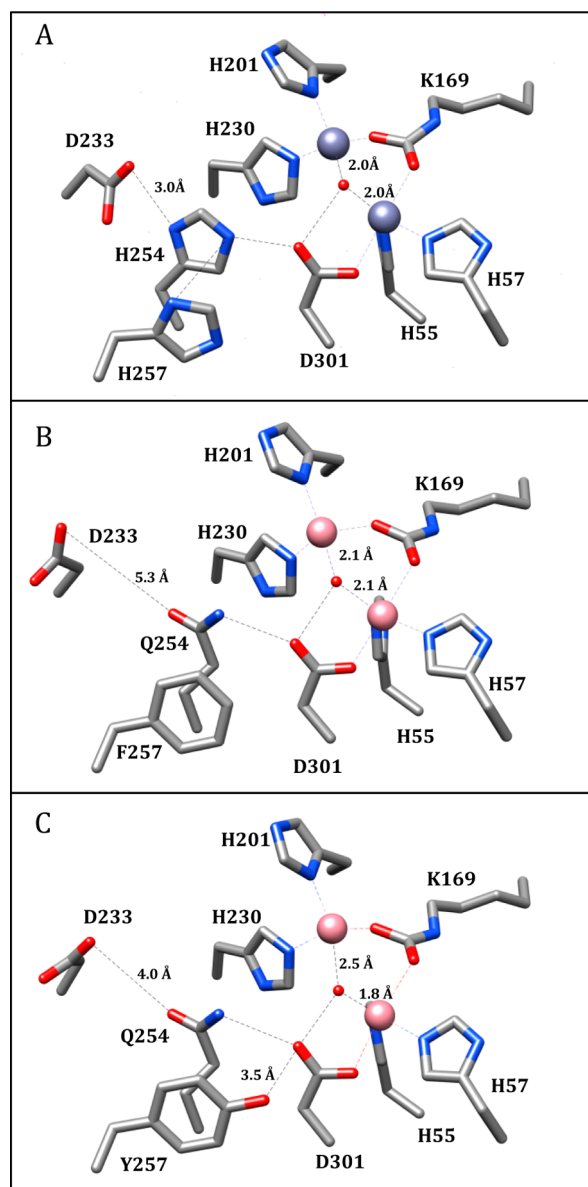 A
H201
K169
D233
H230
3.0Å
2.0Å
2.0Å
H254
H57
H257
H55
D301
B
H201
K169
D233
H230
2.1 Å
5.3 Å
2.1 Å
Q254
H57
F257
H55
D301
C
H201
K169
D233
H230
2.5 Å
4.0 Å
1.8 Å
Q254
3.5 Å
H57
H55
Y257
D301